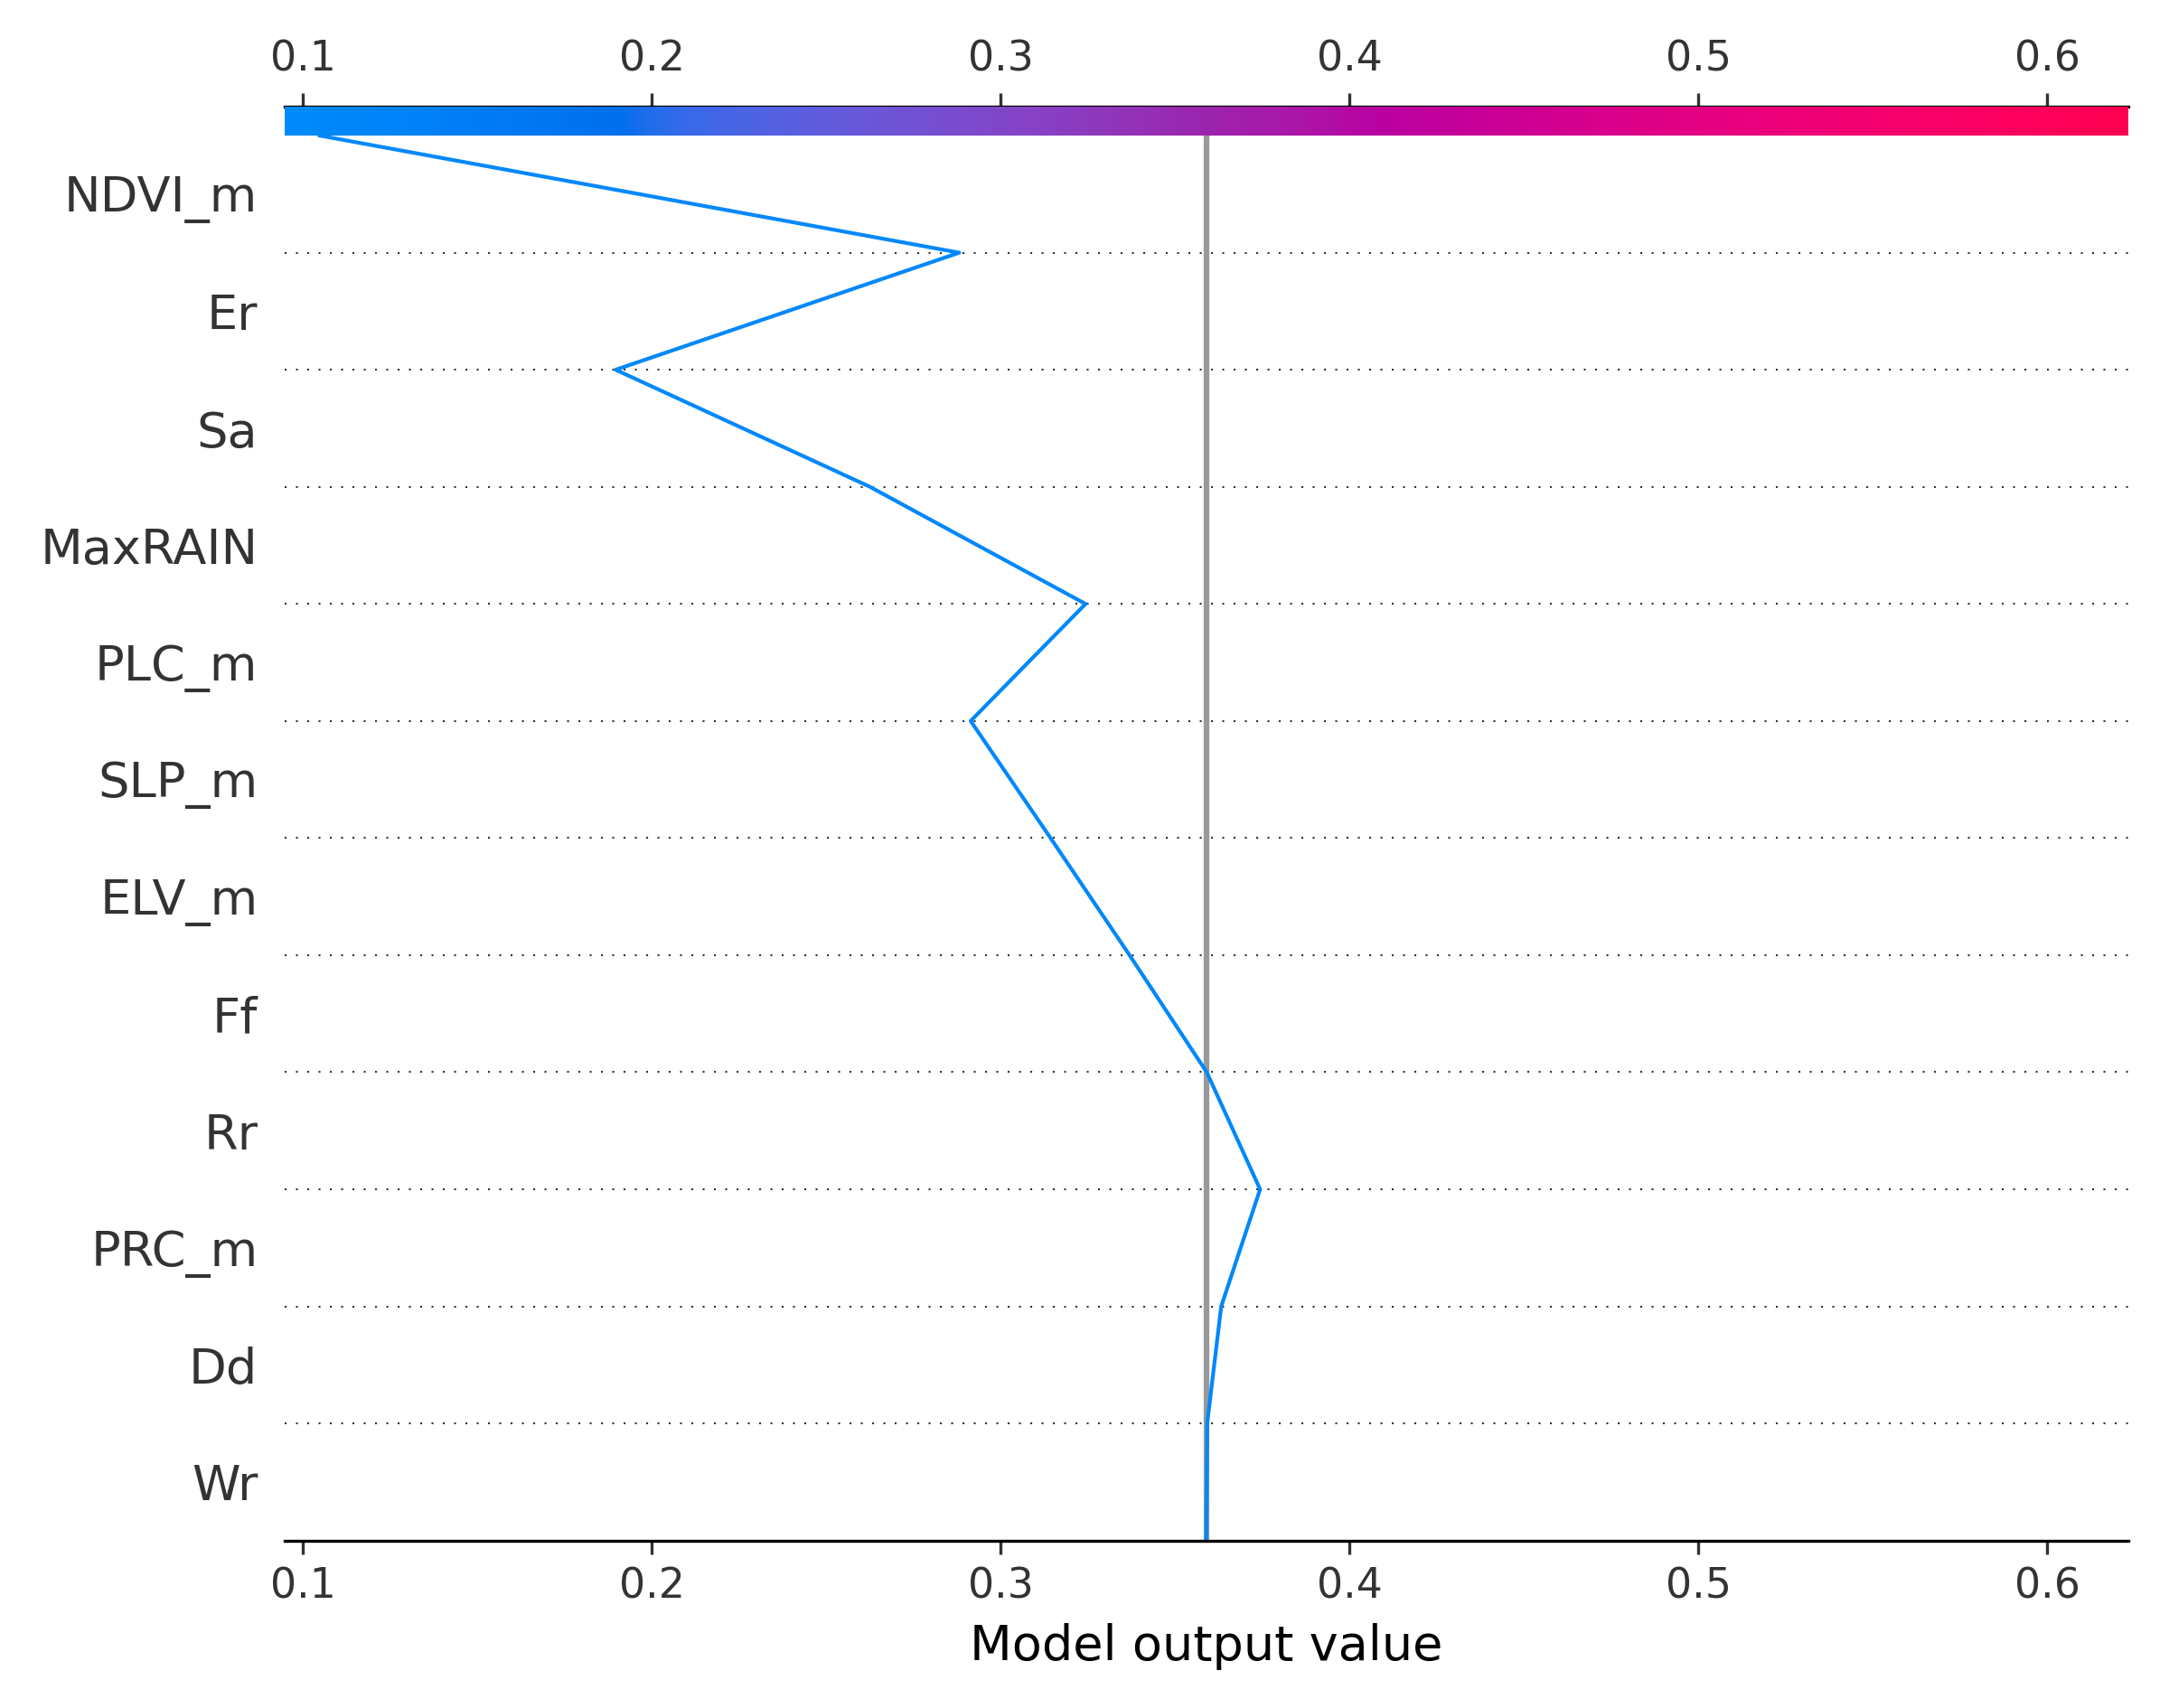 0.1 0.2 0.3 0.4 0.5 0.6
NDVI_m
Er
Sa
MaxRAIN
PLC_m
SLP_m
ELV_m
Ff
Rr
PRC_m
Dd
Wr
0.1 0.2 0.3 0.4 0.5 0.6
Model output value